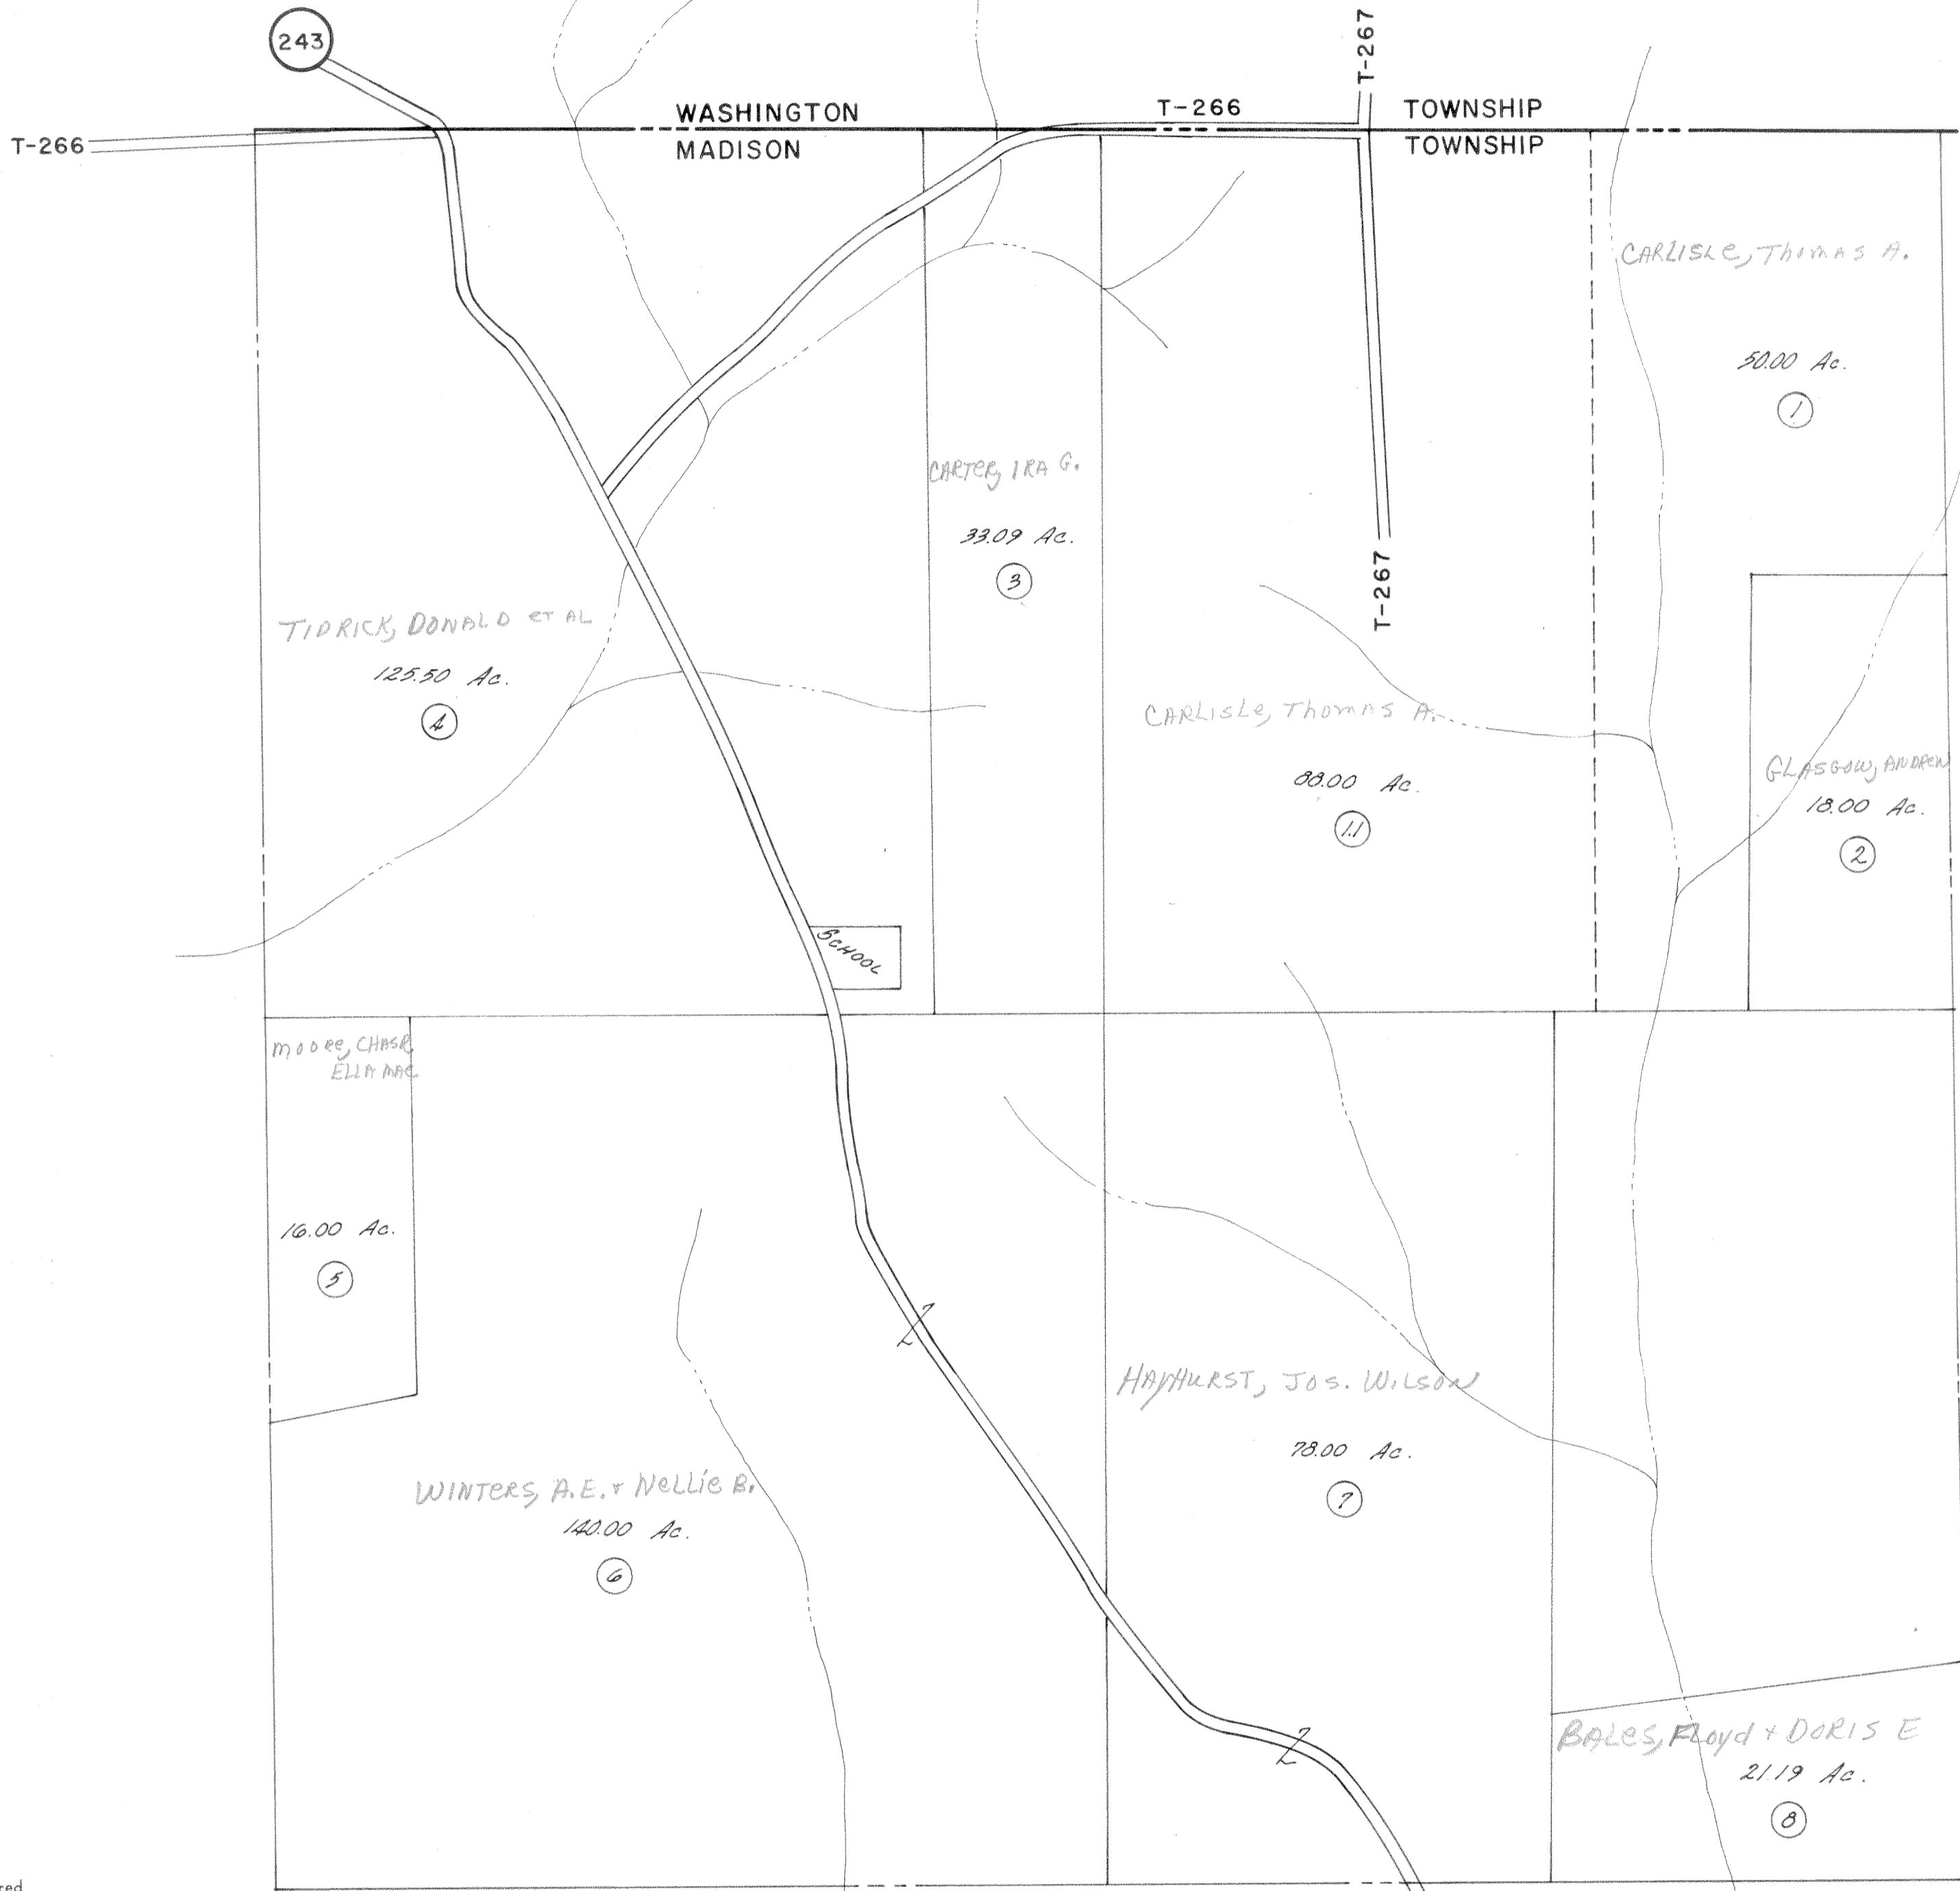 243
T-267
WASHINGTON T-266 TOWNSHIP
T-266
MADISON TOWNSHIP
CARLISLE, THOMAS A.
50.00 Ac.
1
CARTER, IRA G.
33.09 Ac.
3
T-267
TIDRICK, DONALD ET AL
125.50 Ac.
4
CARLISLE, THOMAS A.
88.00 Ac.
1.1
GLASGOW, ANDREW
18.00 Ac.
2
SCHOOL
MOORE, CHAS R.
ELLA MAE
16.00 Ac.
5
HAYHURST, JOS. WILSON
78.00 Ac.
7
WINTERS, A.E. + Nellie B.
140.00 Ac.
6
BALES, Floyd + DORIS E
21.19 Ac.
8
red